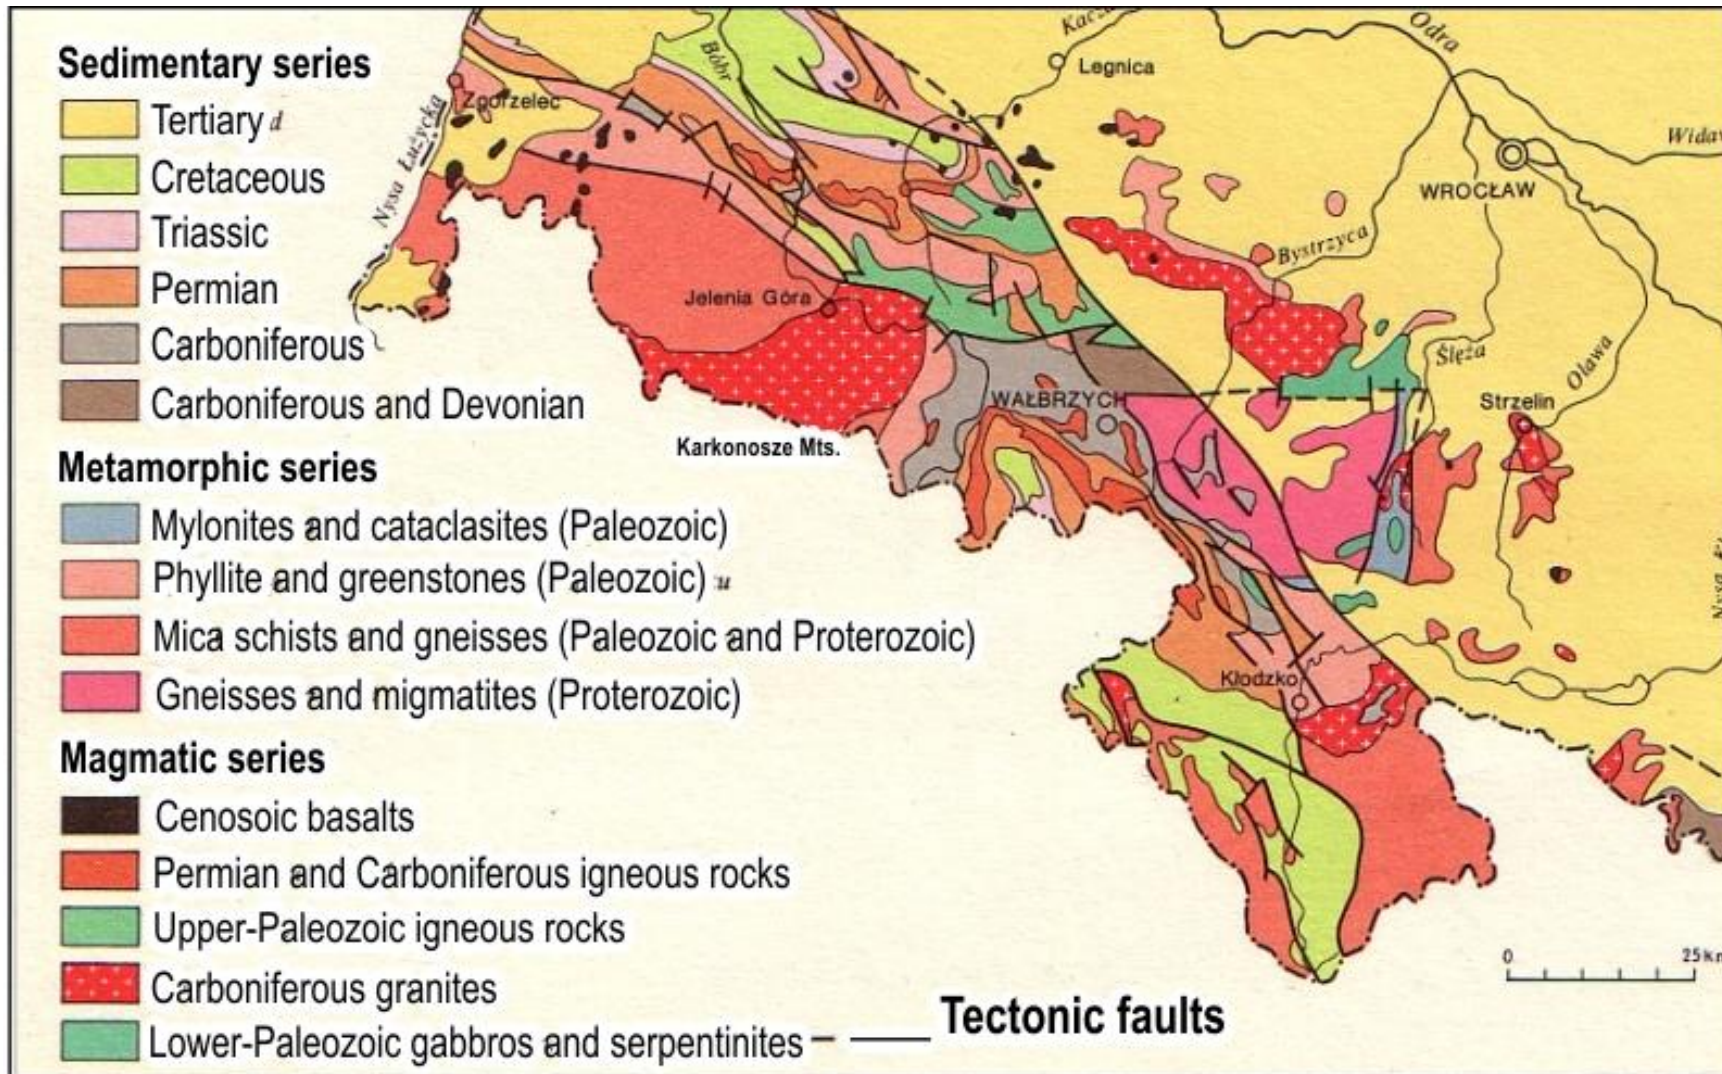 Sedimentary series
Tertiary d
Cretaceous
Triassic
Permian
Carboniferous
Carboniferous and Devonian
Metamorphic series
Mylonites and cataclasites (Paleozoic)
Phyllite and greenstones (Paleozoic) u
Mica schists and gneisses (Paleozoic and Proterozoic)
Gneisses and migmatites (Proterozoic)
Magmatic series
Cenosoic basalts
Permian and Carboniferous igneous rocks
Upper-Paleozoic igneous rocks
Carboniferous granites
Lower-Paleozoic gabbros and serpentinites
Tectonic faults
Nysa Łużycka
Zgorzelec
Bóbr
Legnica
Odra
WROCŁAW
Bystrzyca
Jelenia Góra
Karkonosze Mts.
WAŁBRZYCH
Ślęza
Oława
Strzelin
Kłodzko
0 25 km